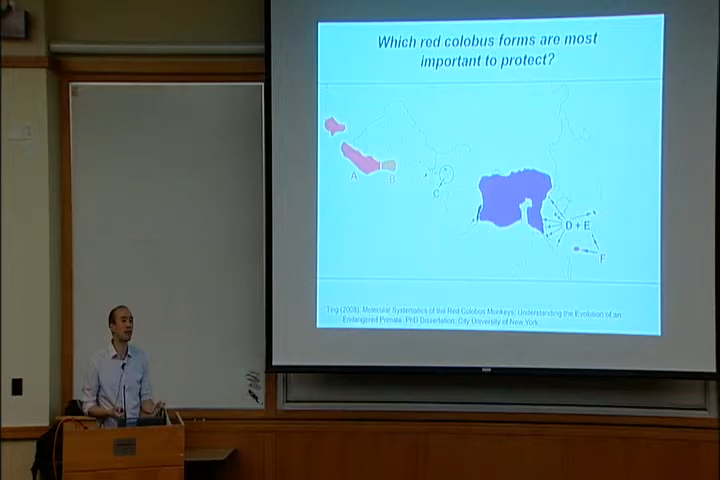 Which red colobus forms are most
important to protect?
A
B
C
D + E
F
Ting (2008). Molecular Systematics of the Red Colobus Monkeys: Understanding the Evolution of an
Endangered Primate. PhD Dissertation. City University of New York.